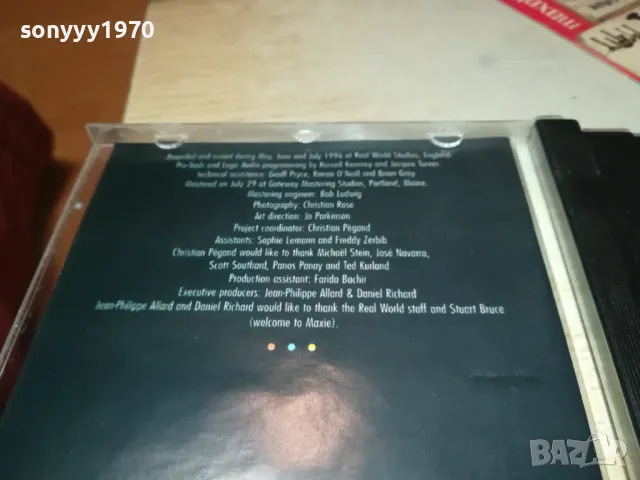 sonyyy1970
Recorded and mixed during May, June and July 1996 at Real World Studios, England.
Pro-Tools and Logic Audio programming by Russell Kearney and Jacquie Turner.
technical assistance: Geoff Pryce, Ronan O'Neill and Brian Gray.
Mastered on July 29 at Gateway Mastering Studios, Portland, Maine.
Mastering engineer: Bob Ludwig
Photography: Christian Rose
Art direction: Jo Parkinson
Project coordinator: Christian Pégand
Assistants: Sophie Lemann and Freddy Zerbib
Christian Pégand would like to thank Michaël Stein, José Navarro,
Scott Southard, Panos Panay and Ted Kurland
Production assistant: Farida Bachir
Executive producers: Jean-Philippe Allard & Daniel Richard
Jean-Philippe Allard and Daniel Richard would like to thank the Real World staff and Stuart Bruce
(welcome to Maxie).
BAZAR
bg